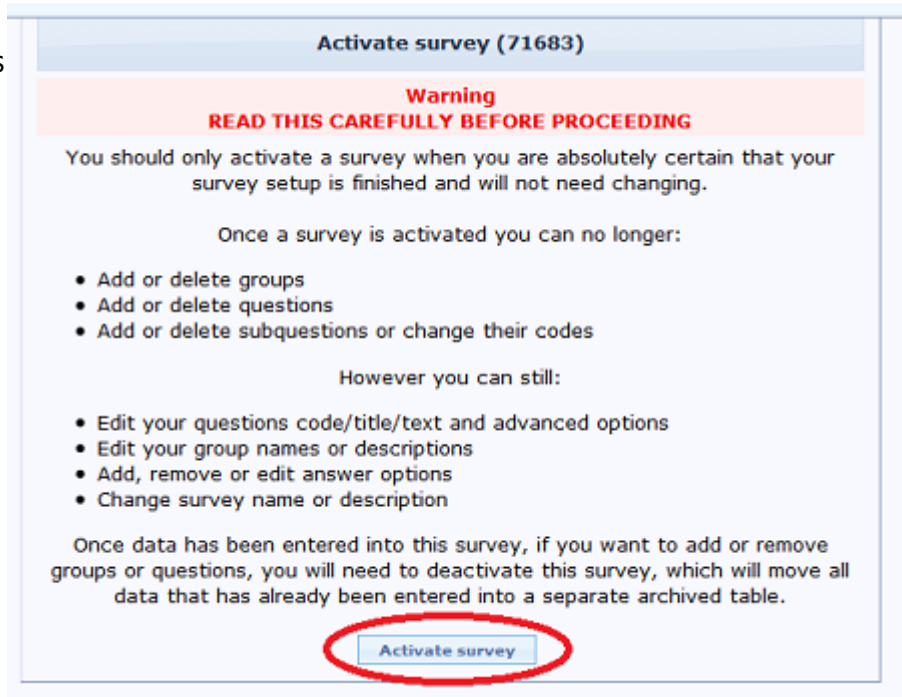 Activate survey (71683)
s
Warning
READ THIS CAREFULLY BEFORE PROCEEDING
You should only activate a survey when you are absolutely certain that your
survey setup is finished and will not need changing.
Once a survey is activated you can no longer:
• Add or delete groups
• Add or delete questions
• Add or delete subquestions or change their codes
However you can still:
• Edit your questions code/title/text and advanced options
• Edit your group names or descriptions
• Add, remove or edit answer options
• Change survey name or description
Once data has been entered into this survey, if you want to add or remove
groups or questions, you will need to deactivate this survey, which will move all
data that has already been entered into a separate archived table.
Activate survey